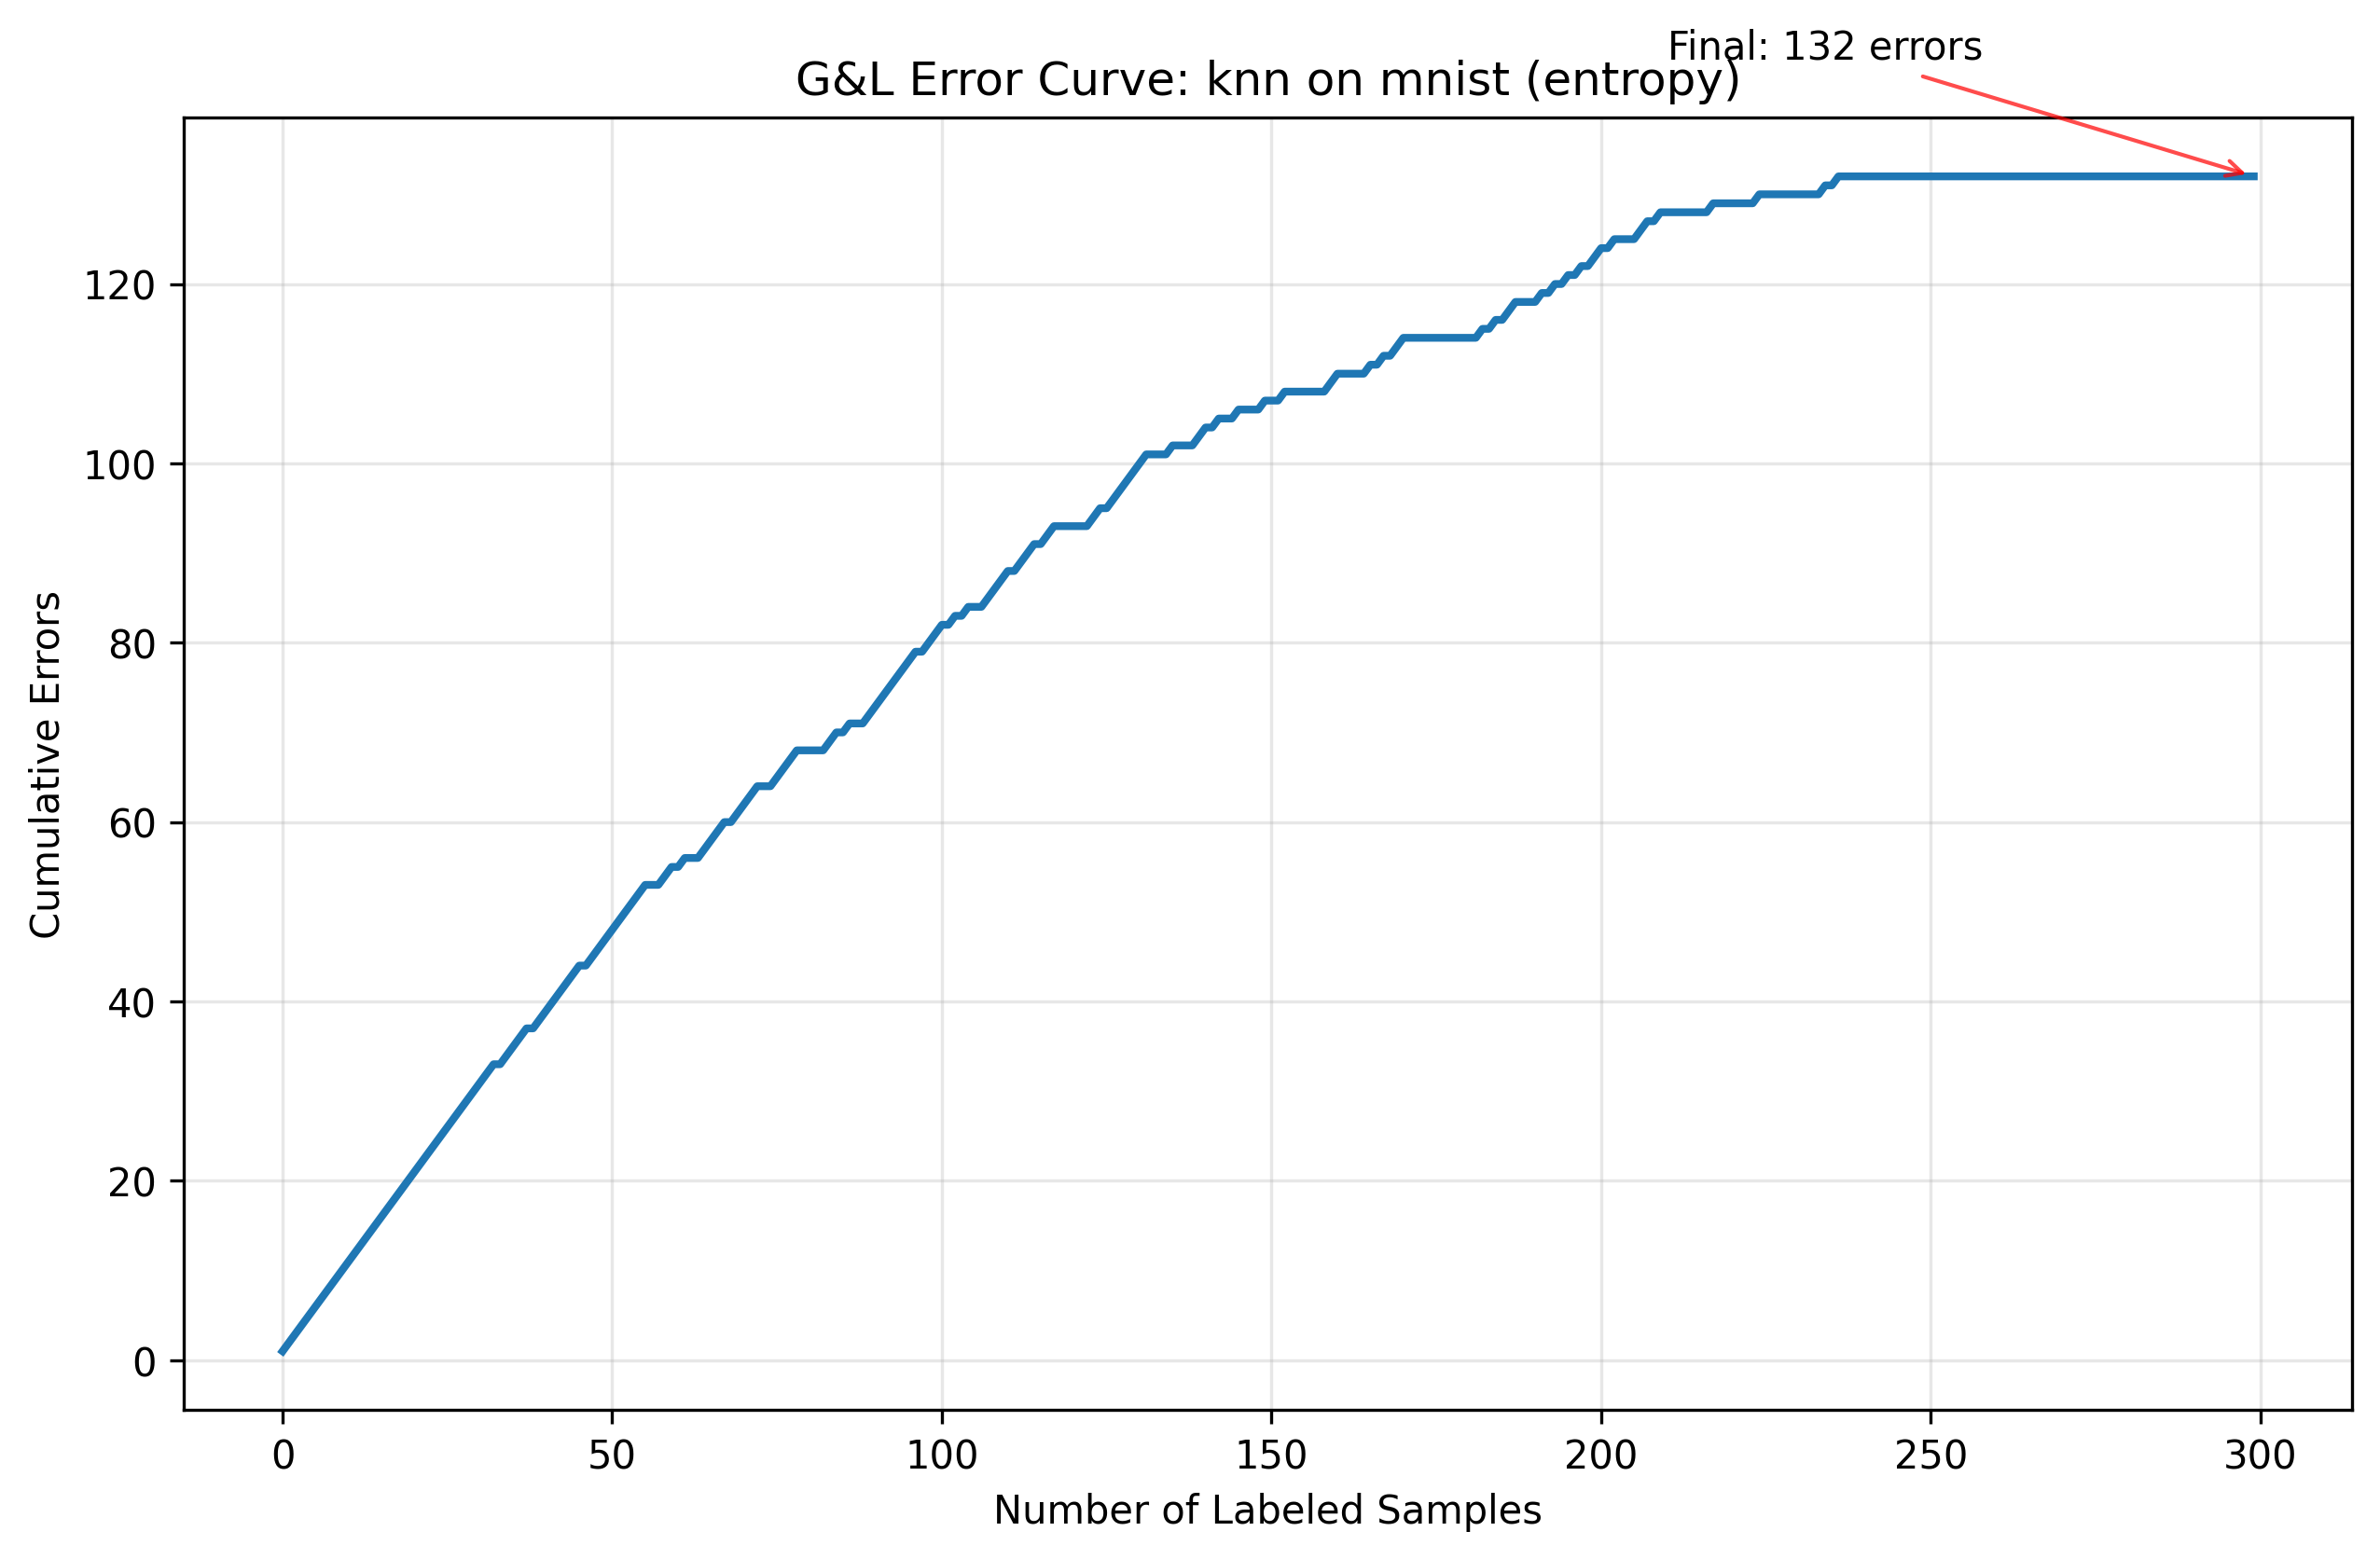 Final: 132 errors
G&L Error Curve: knn on mnist (entropy)
Cumulative Errors
120
100
80
60
40
20
0
0 50 100 150 200 250 300
Number of Labeled Samples